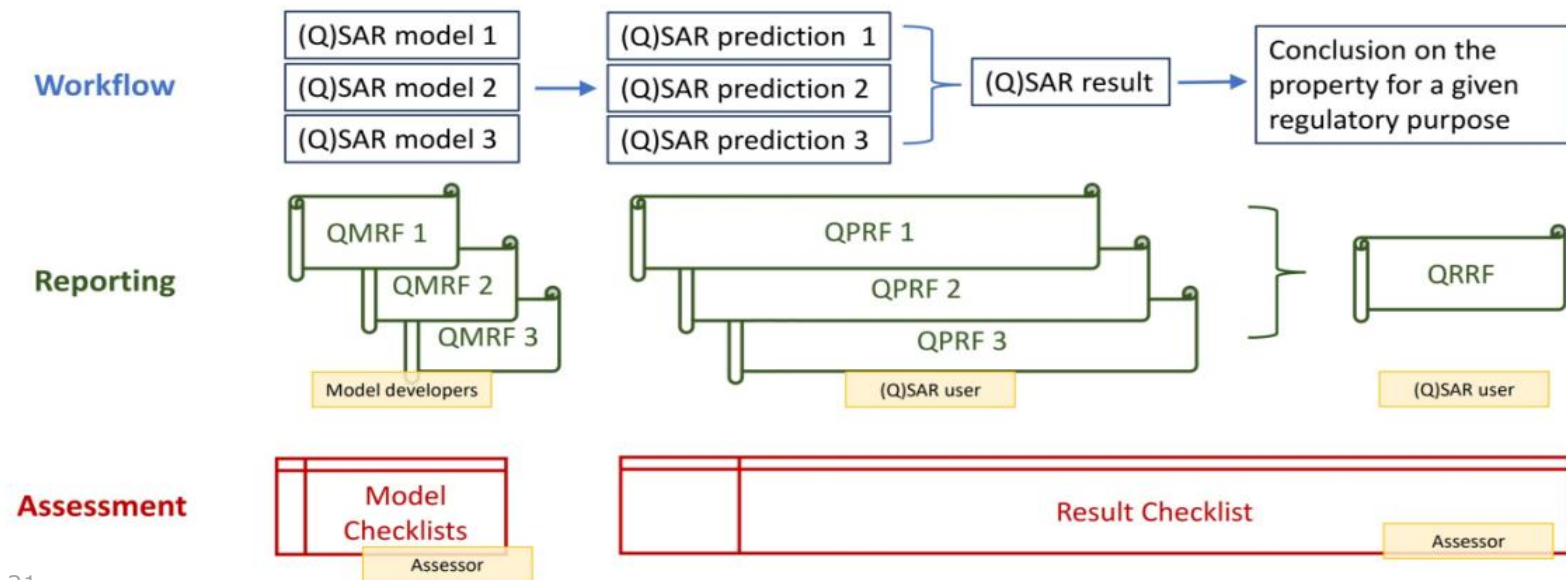 (Q)SAR model 1
(Q)SAR prediction 1
Workflow
(Q)SAR model 2
(Q)SAR prediction 2
(Q)SAR result
Conclusion on the
property for a given
regulatory purpose
(Q)SAR model 3
(Q)SAR prediction 3
Reporting
QMRF 1
QMRF 2
QMRF 3
Model developers
QPRF 1
QPRF 2
QPRF 3
(Q)SAR user
QRRF
(Q)SAR user
Assessment
Model
Checklists
Assessor
Result Checklist
Assessor